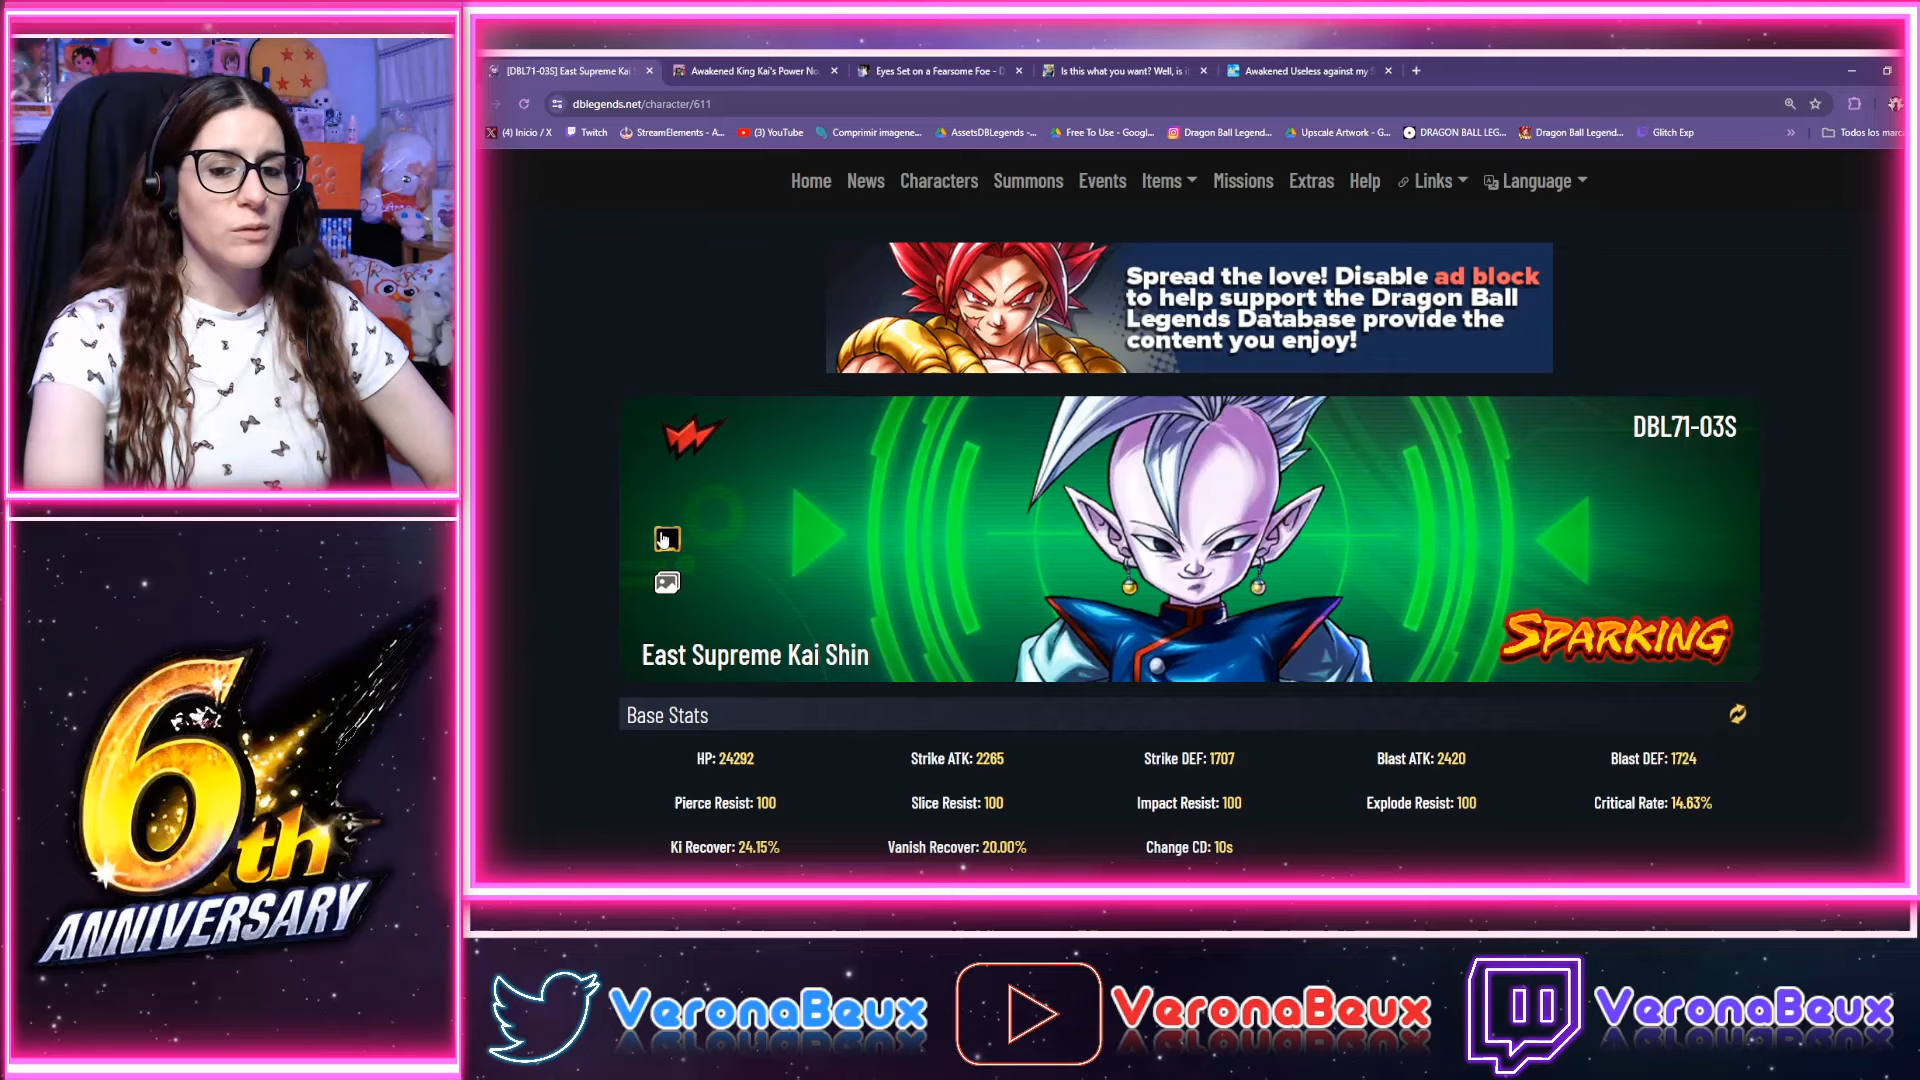 [DBL71-03S] East Supreme Kai
Awakened King Kai's Power No
Eyes Set on a Fearsome Foe - D
Is this what you want? Well, is i
Awakened Useless against my
dblegends.net/character/611
(4) Inicio / X
Twitch
StreamElements - A...
(3) YouTube
Comprimir imagene...
AssetsDBLegends -...
Free To Use - Googl...
Dragon Ball Legend...
Upscale Artwork - G...
DRAGON BALL LEG...
Dragon Ball Legend...
Glitch Exp
»
Todos los marc
Home News Characters Summons Events Items Missions Extras Help Links Language
Spread the love! Disable ad block
to help support the Dragon Ball
Legends Database provide the
content you enjoy!
DBL71-03S
SPARKING
East Supreme Kai Shin
Base Stats
HP: 24292 Strike ATK: 2265 Strike DEF: 1707 Blast ATK: 2420 Blast DEF: 1724
Pierce Resist: 100 Slice Resist: 100 Impact Resist: 100 Explode Resist: 100 Critical Rate: 14.63%
Ki Recover: 24.15% Vanish Recover: 20.00% Change CD: 10s
6th
ANNIVERSARY
VeronaBeux
VeronaBeux
VeronaBeux